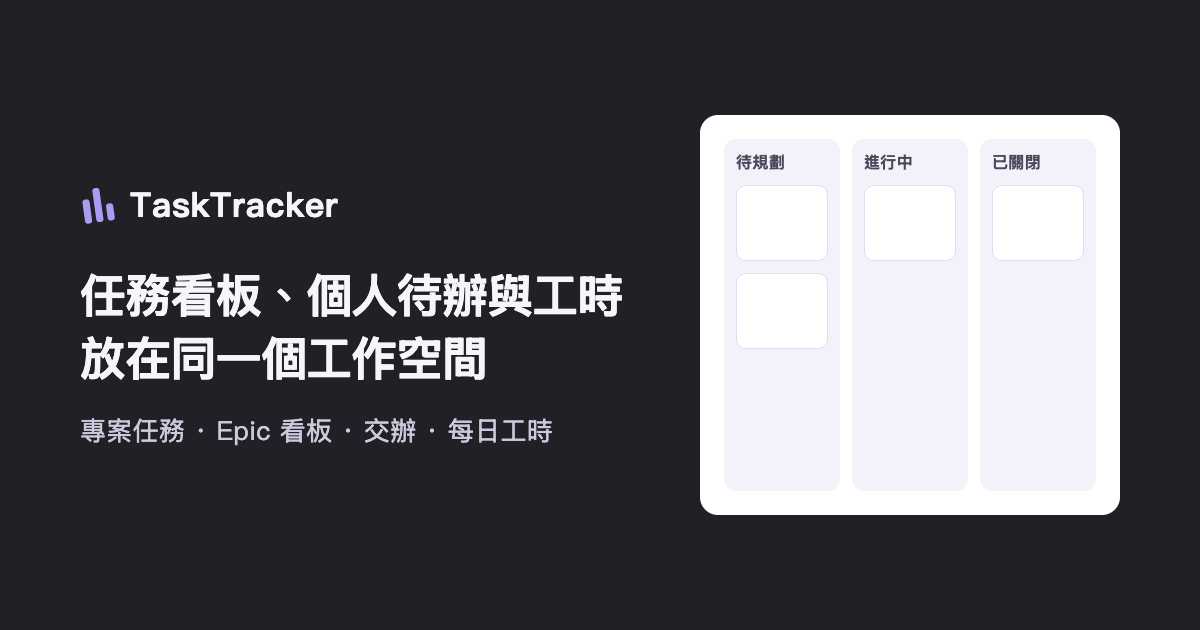 TaskTracker
任務看板、個人待辦與工時
放在同一個工作空間
專案任務 · Epic 看板 · 交辦 · 每日工時
待規劃
進行中
已關閉